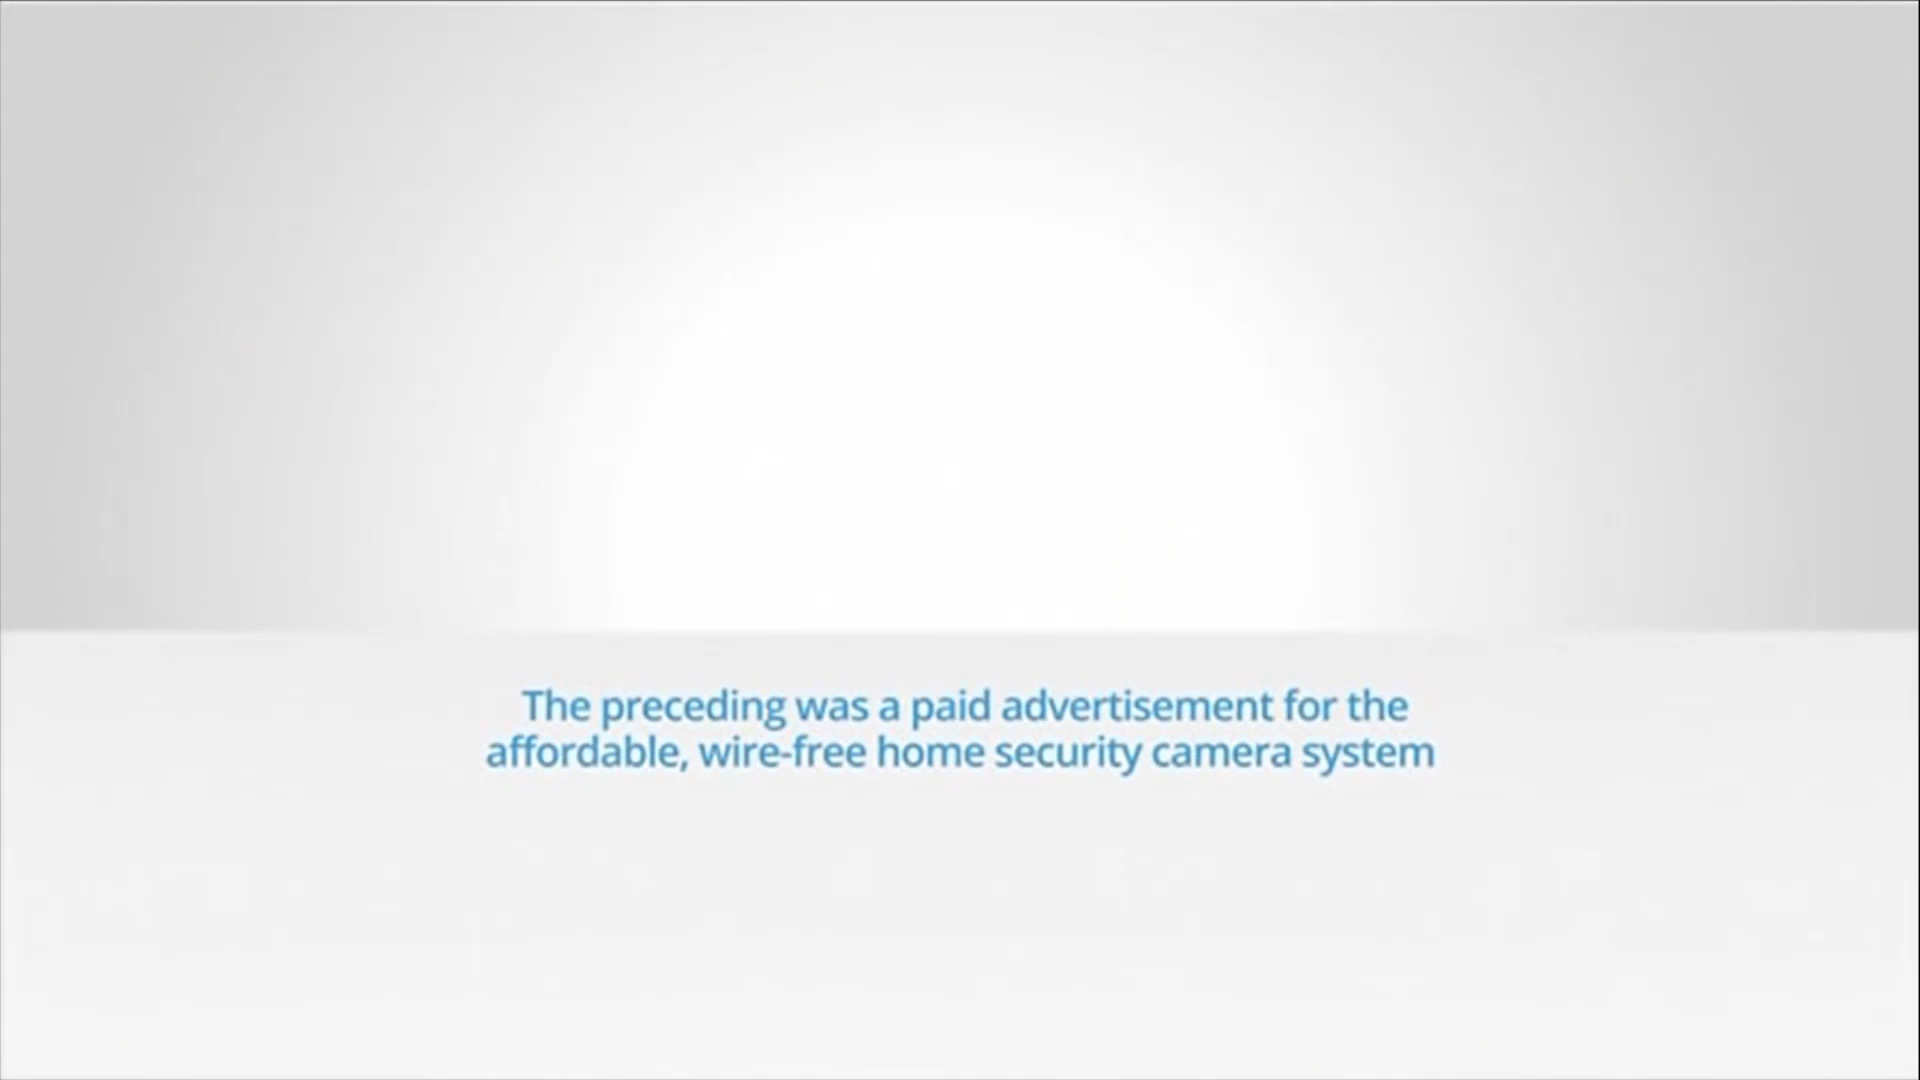 The preceding was a paid advertisement for the
affordable, wire-free home security camera system